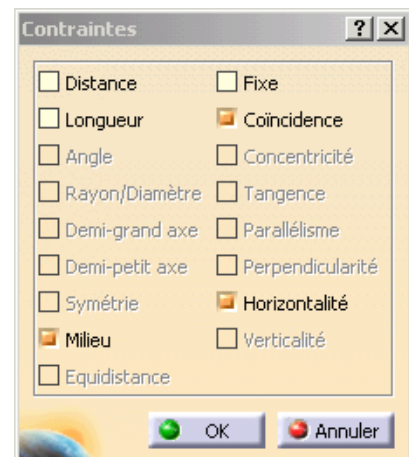 Contraintes
Distance Fixe
Longueur Coïncidence
Angle Concentricité
Rayon/Diamètre Tangence
Demi-grand axe Parallélisme
Demi-petit axe Perpendicularité
Symétrie Horizontalité
Milieu Verticalité
Equidistance
OK Annuler